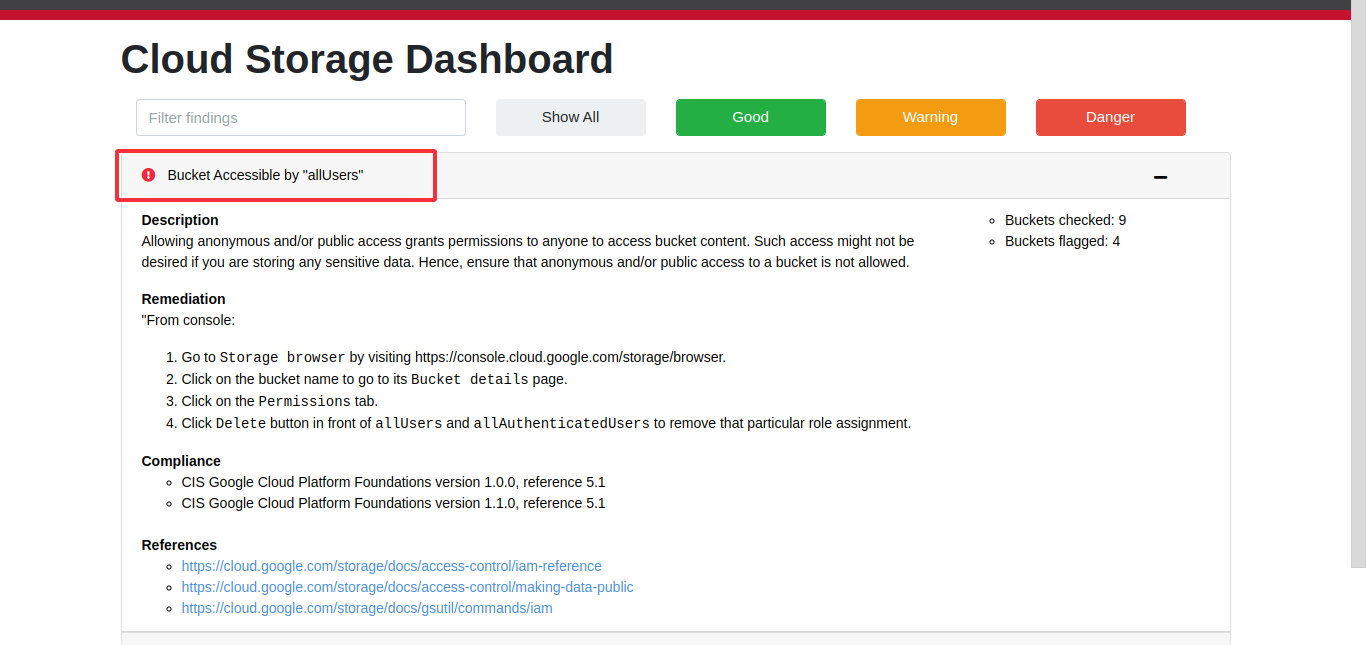 Cloud Storage Dashboard
Filter findings
Show All
Good
Warning
Danger
Bucket Accessible by "allUsers"
Description
Allowing anonymous and/or public access grants permissions to anyone to access bucket content. Such access might not be
desired if you are storing any sensitive data. Hence, ensure that anonymous and/or public access to a bucket is not allowed.
Buckets checked: 9
Buckets flagged: 4
Remediation
"From console:
1. Go to Storage browser by visiting https://console.cloud.google.com/storage/browser.
2. Click on the bucket name to go to its Bucket details page.
3. Click on the Permissions tab.
4. Click Delete button in front of allUsers and allAuthenticatedUsers to remove that particular role assignment.
Compliance
CIS Google Cloud Platform Foundations version 1.0.0, reference 5.1
CIS Google Cloud Platform Foundations version 1.1.0, reference 5.1
References
https://cloud.google.com/storage/docs/access-control/iam-reference
https://cloud.google.com/storage/docs/access-control/making-data-public
https://cloud.google.com/storage/docs/gsutil/commands/iam